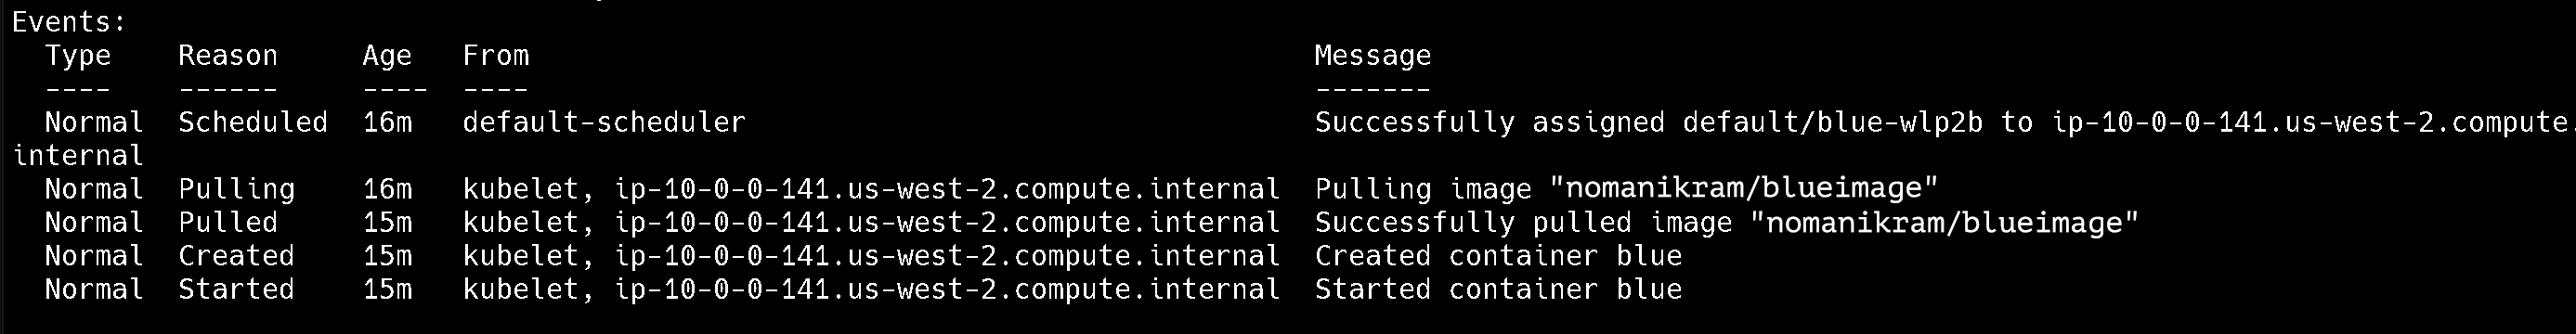 Events:
  Type    Reason     Age   From                                                Message
  ----    ------     ----  ----                                                -------
  Normal  Scheduled  16m   default-scheduler                                   Successfully assigned default/blue-wlp2b to ip-10-0-0-141.us-west-2.compute.
internal
  Normal  Pulling    16m   kubelet, ip-10-0-0-141.us-west-2.compute.internal  Pulling image "nomanikram/blueimage"
  Normal  Pulled     15m   kubelet, ip-10-0-0-141.us-west-2.compute.internal  Successfully pulled image "nomanikram/blueimage"
  Normal  Created    15m   kubelet, ip-10-0-0-141.us-west-2.compute.internal  Created container blue
  Normal  Started    15m   kubelet, ip-10-0-0-141.us-west-2.compute.internal  Started container blue